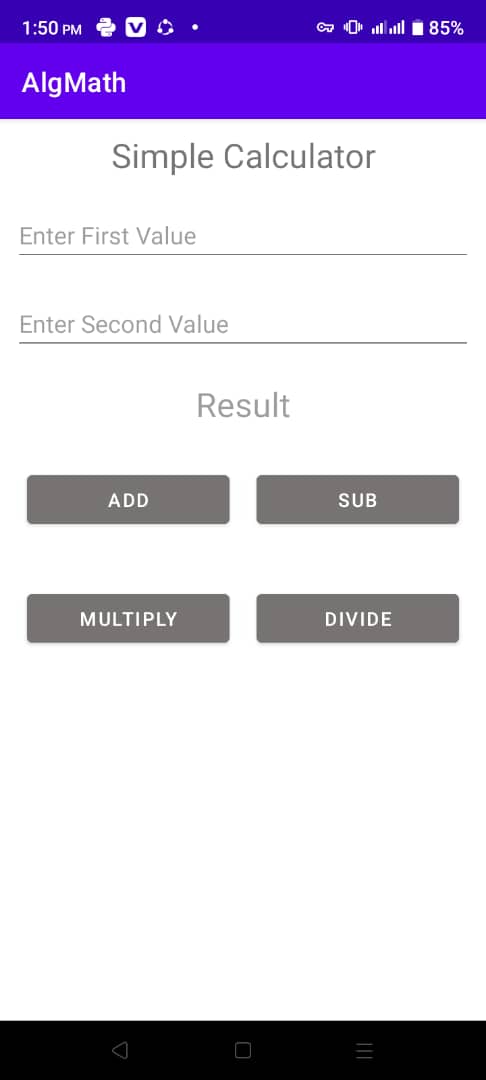 1:50 PM 85%
AlgMath
Simple Calculator
Enter First Value
Enter Second Value
Result
ADD SUB
MULTIPLY DIVIDE